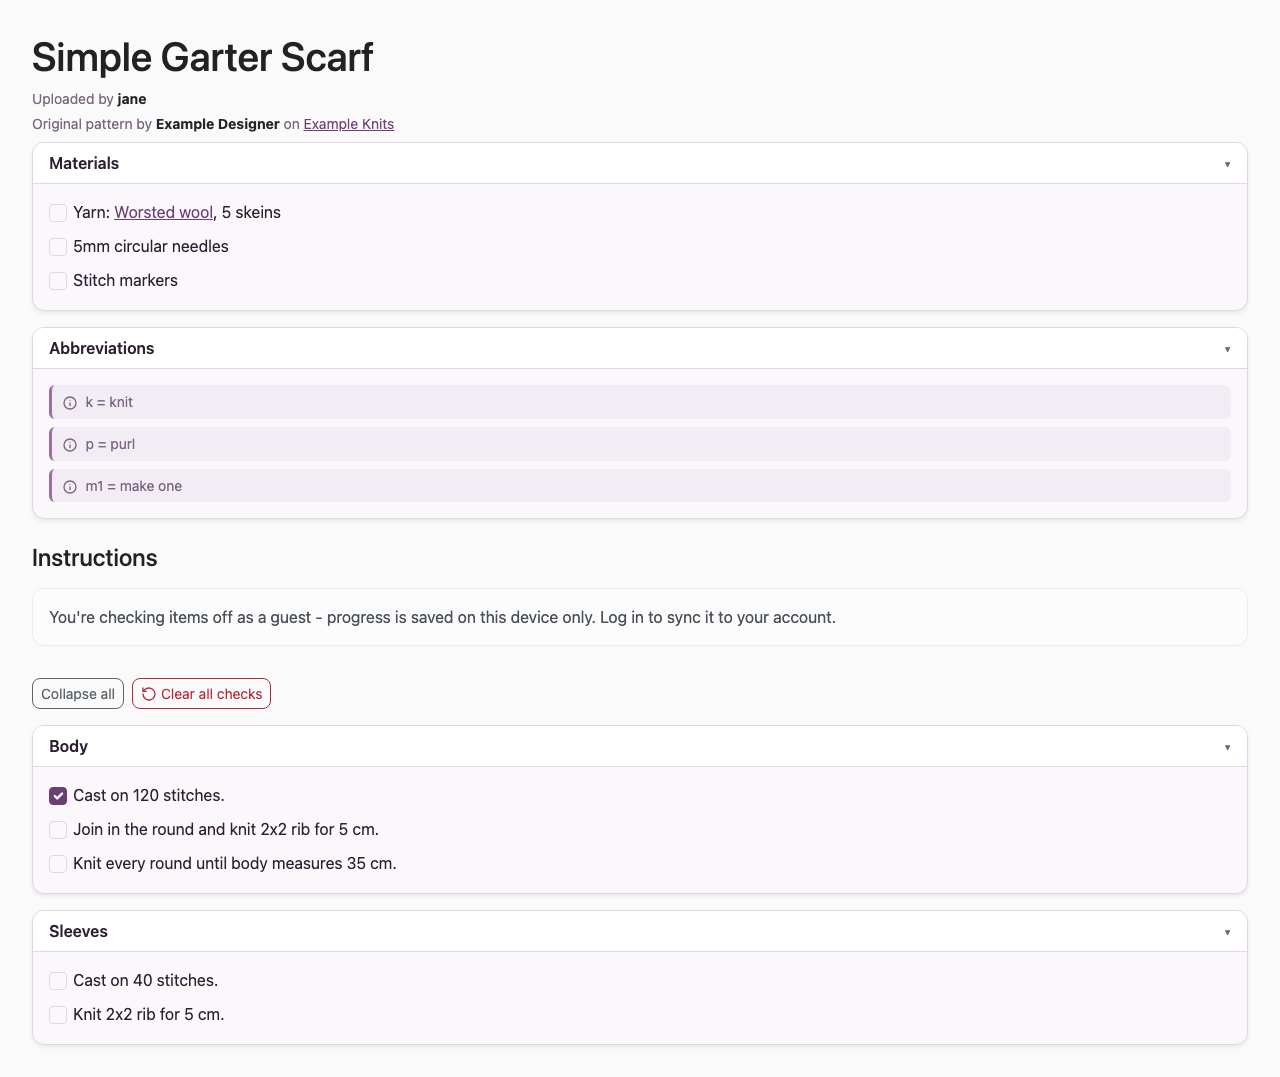 Simple Garter Scarf
Uploaded by jane
Original pattern by Example Designer on Example Knits
Materials
Yarn: Worsted wool, 5 skeins
5mm circular needles
Stitch markers
Abbreviations
k = knit
p = purl
m1 = make one
Instructions
You're checking items off as a guest - progress is saved on this device only. Log in to sync it to your account.
Collapse all
Clear all checks
Body
Cast on 120 stitches.
Join in the round and knit 2x2 rib for 5 cm.
Knit every round until body measures 35 cm.
Sleeves
Cast on 40 stitches.
Knit 2x2 rib for 5 cm.